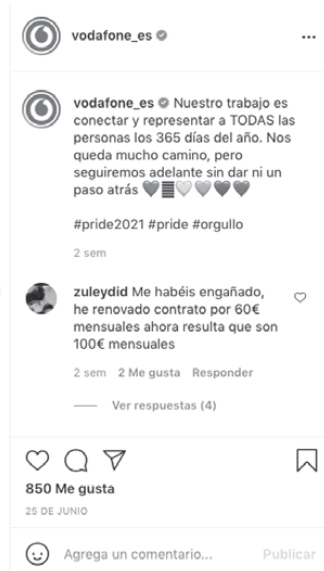 vodafone_es
vodafone_es Nuestro trabajo es
conectar y representar a TODAS las
personas los 365 días del año. Nos
queda mucho camino, pero
seguiremos adelante sin dar ni un
paso atrás
#pride2021 #pride #orgullo
2 sem
zuleydid Me habéis engañado,
he renovado contrato por 60€
mensuales ahora resulta que son
100€ mensuales
2 sem 2 Me gusta Responder
Ver respuestas (4)
850 Me gusta
25 DE JUNIO
Agrega un comentario... Publicar